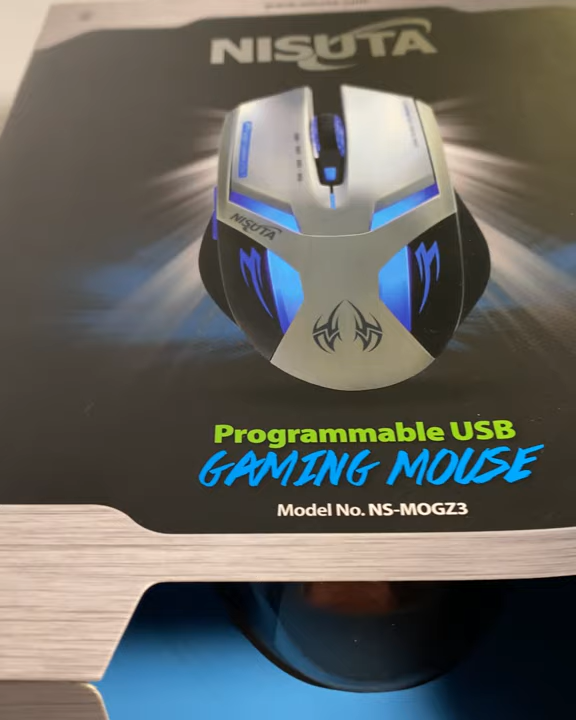 NISUTA
NISUTA
Programmable USB
GAMING MOUSE
Model No. NS-MOGZ3